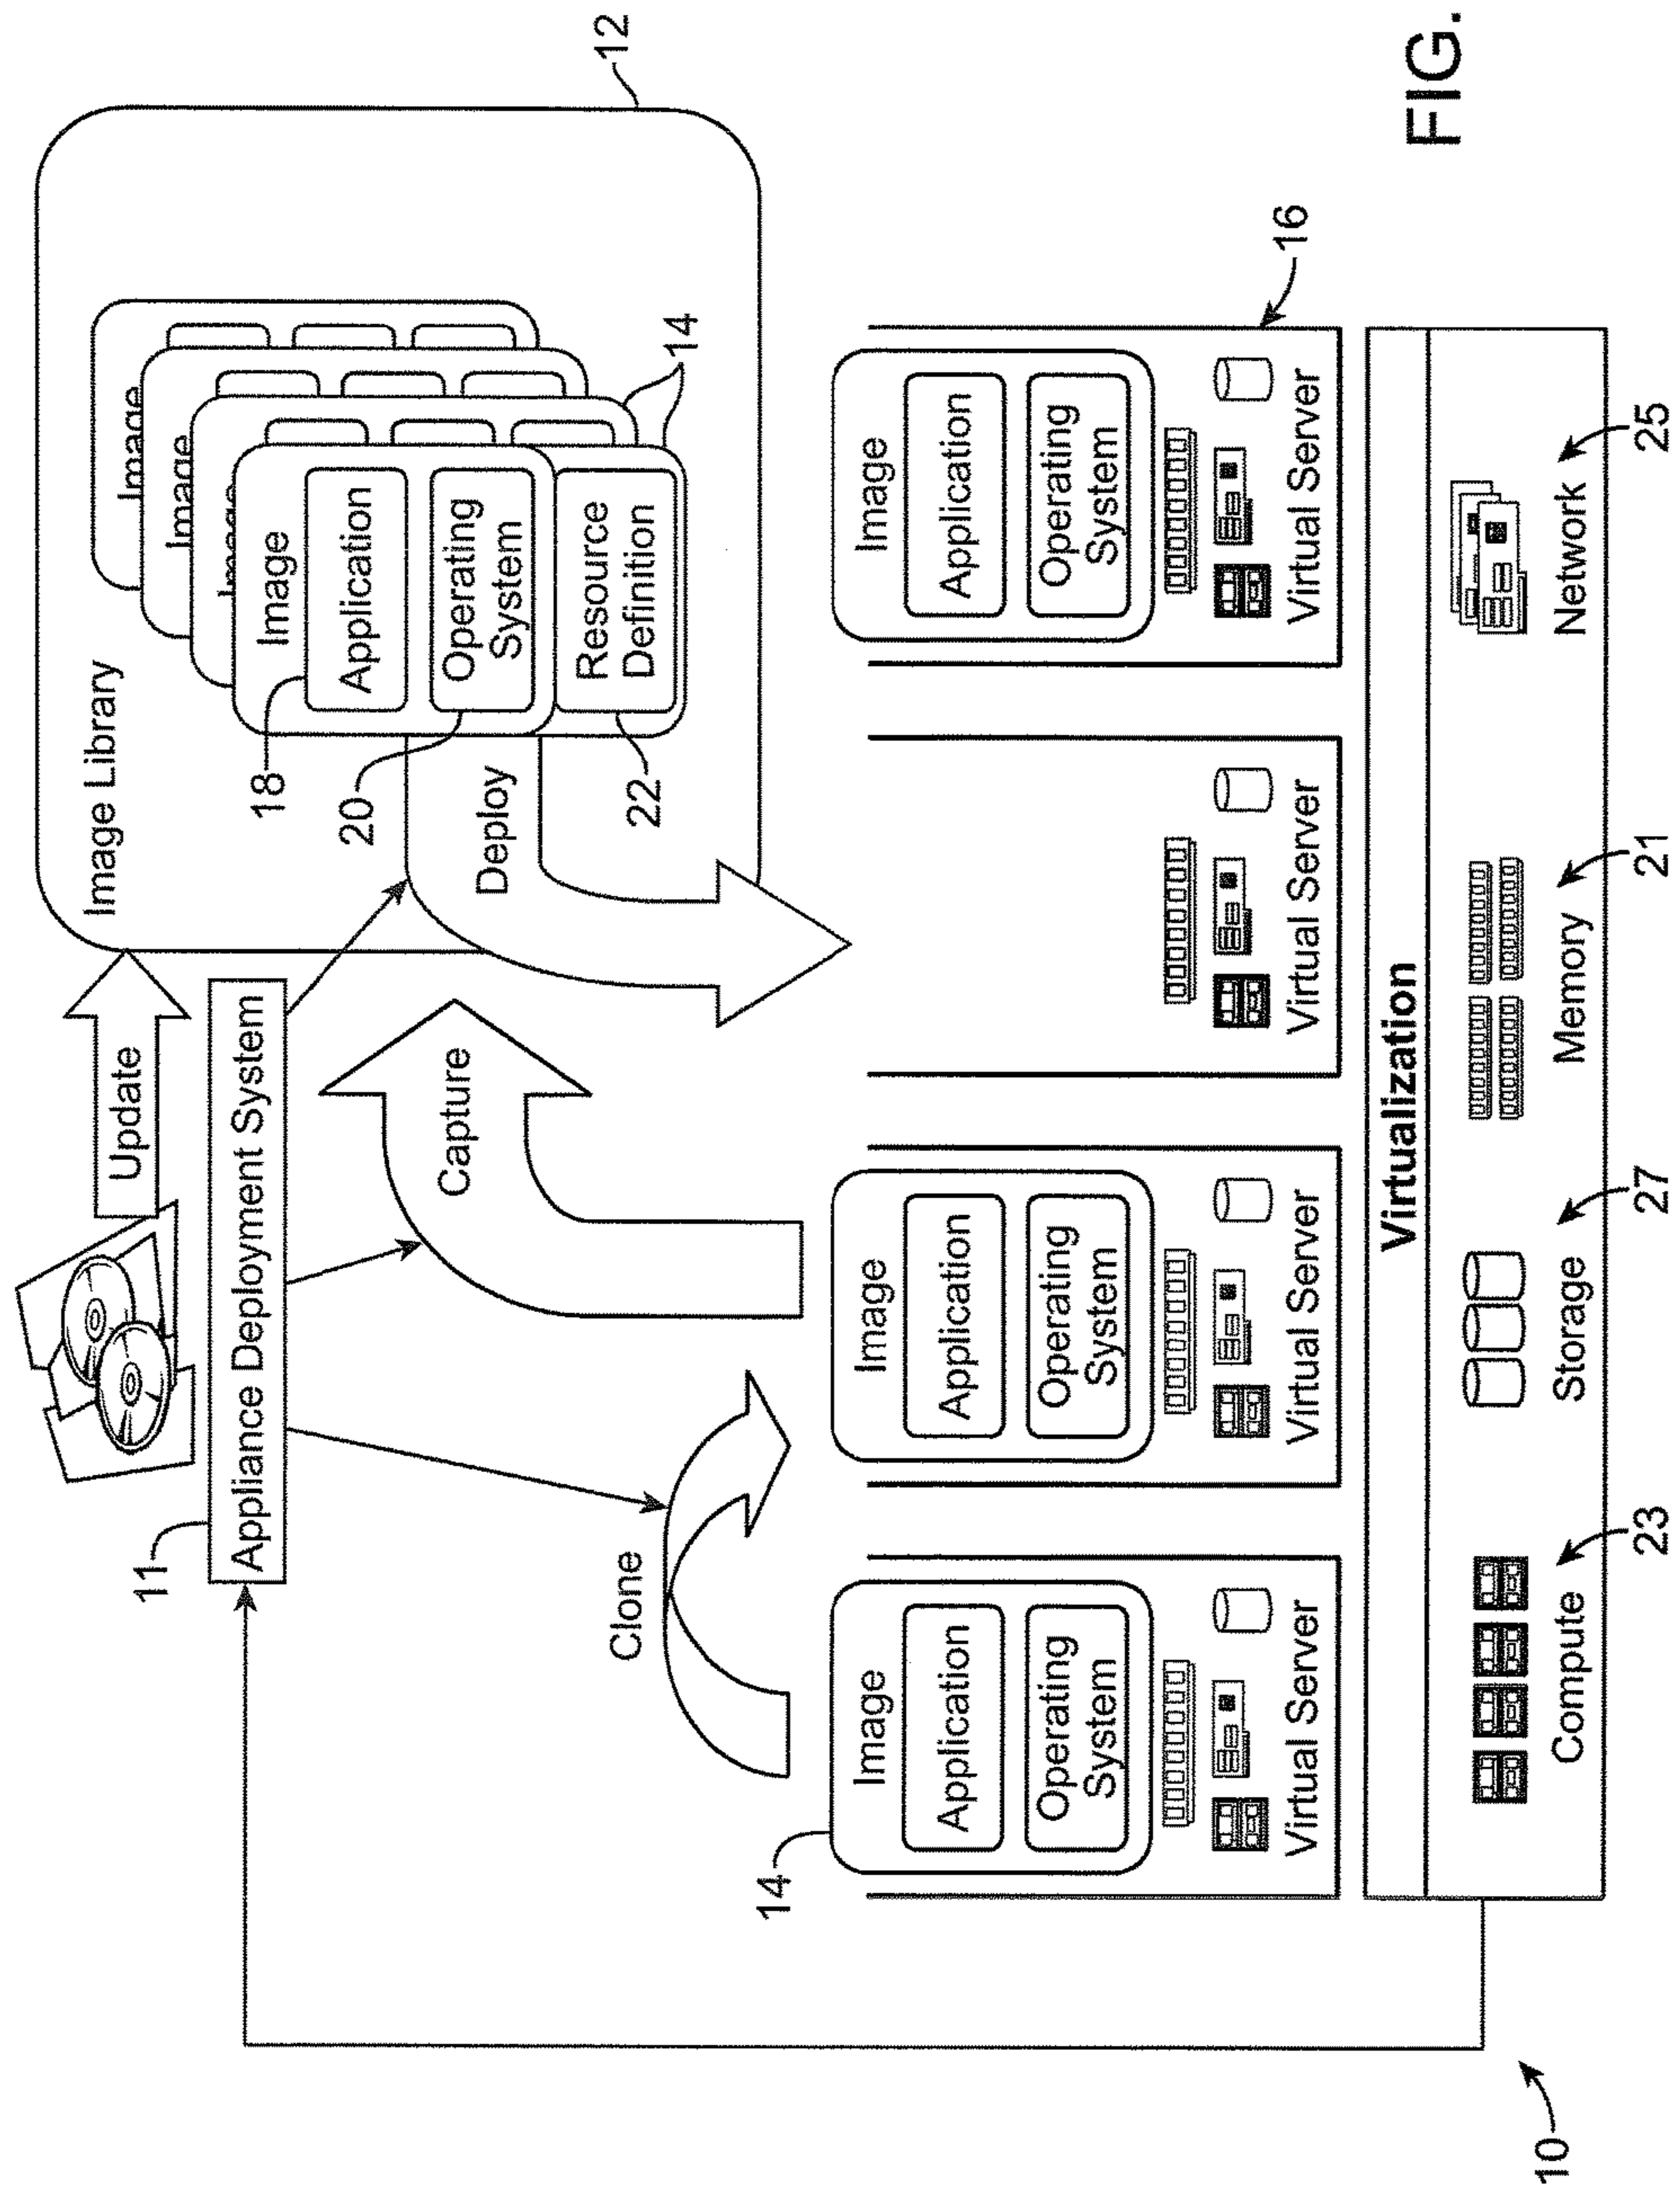 Update
Image Library
12
11
Appliance Deployment System
Image
Image
Image
Image
18
Application
20
Operating
System
22
Resource
Definition
14
Deploy
Capture
Clone
14
Image
Application
Operating
System
Virtual Server
Image
Application
Operating
System
Virtual Server
Virtual Server
Image
Application
Operating
System
Virtual Server
16
Virtualization
Compute
23
Storage
27
Memory
21
Network
25
10
FIG.